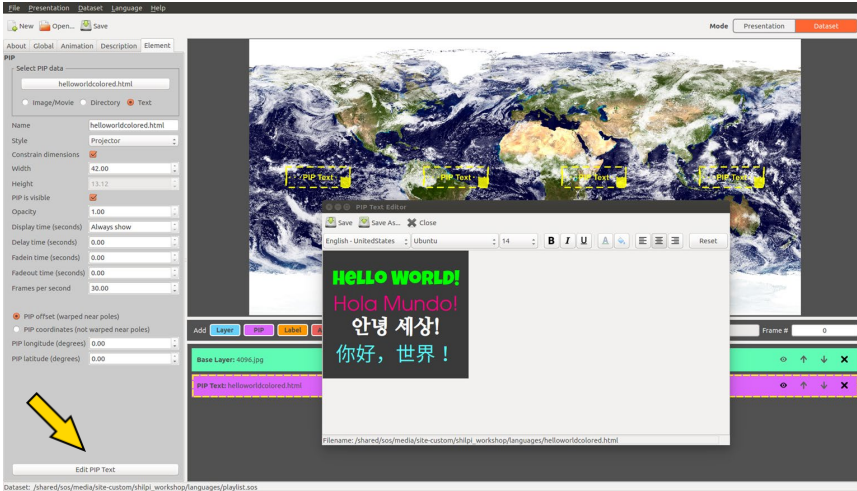 File Presentation Dataset Language Help
New Open... Save Mode Presentation Dataset
About Global Animation Description Element
PIP
Select PIP data
helloworldcolored.html
Image/Movie Directory Text
Name helloworldcolored.html
Style Projector
Constrain dimensions
Width 42.00
Height 13.12
PIP is visible
Opacity 1.00
Display time (seconds) Always show
Delay time (seconds) 0.00
Fadein time (seconds) 0.00
Fadeout time (seconds) 0.00
Frames per second 30.00
PIP offset (warped near poles)
PIP coordinates (not warped near poles)
PIP longitude (degrees) 0.00
PIP latitude (degrees) 0.00
Edit PIP Text
PIP Text PIP Text PIP Text PIP Text
PIP Text Editor
Save Save As... Close
English - UnitedStates Ubuntu 14 B I U A Reset
HELLO WORLD!
Hola Mundo!
안녕 세상!
你好，世界！
Filename: /shared/sos/media/site-custom/shilpi_workshop/languages/helloworldcolored.html
Add Layer PIP Label Frame # 0
Base Layer: 4096.jpg
PIP Text: helloworldcolored.html
Dataset: /shared/sos/media/site-custom/shilpi_workshop/languages/playlist.sos